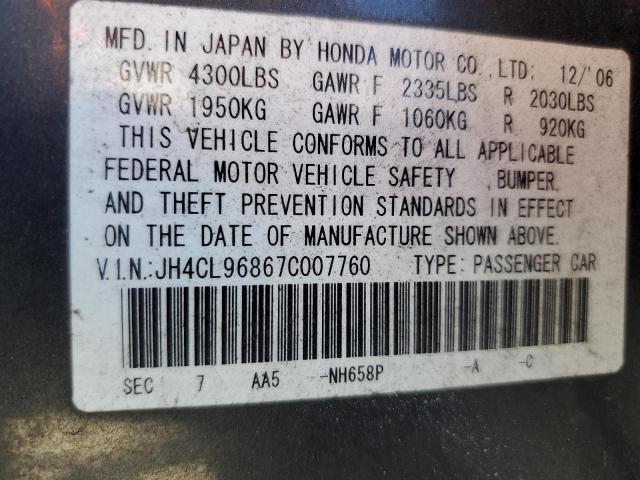 MFD. IN JAPAN BY HONDA MOTOR CO.,LTD; 12/'06
GVWR 4300LBS GAWR F 2335LBS R 2030LBS
GVWR 1950KG GAWR F 1060KG R 920KG
THIS VEHICLE CONFORMS TO ALL APPLICABLE
FEDERAL MOTOR VEHICLE SAFETY ,BUMPER,
AND THEFT PREVENTION STANDARDS IN EFFECT
ON THE DATE OF MANUFACTURE SHOWN ABOVE.
V.I.N.:JH4CL96867C007760 TYPE: PASSENGER CAR
SEC 7 AA5 -NH658P -A -C